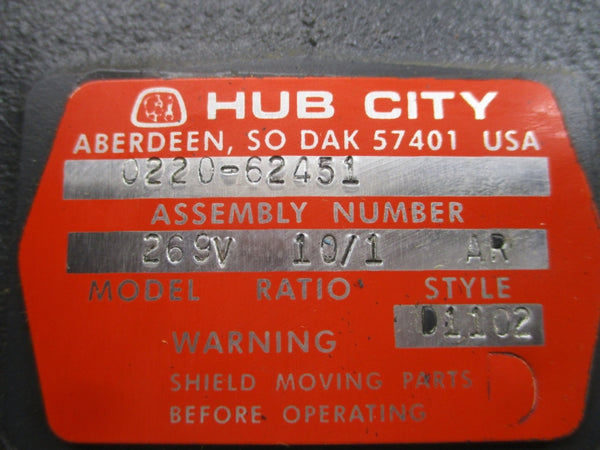 HUB CITY
ABERDEEN, SO DAK 57401 USA
0220-62451
ASSEMBLY NUMBER
269V 10/1 AR
MODEL RATIO STYLE
D1102
WARNING
SHIELD MOVING PARTS
BEFORE OPERATING